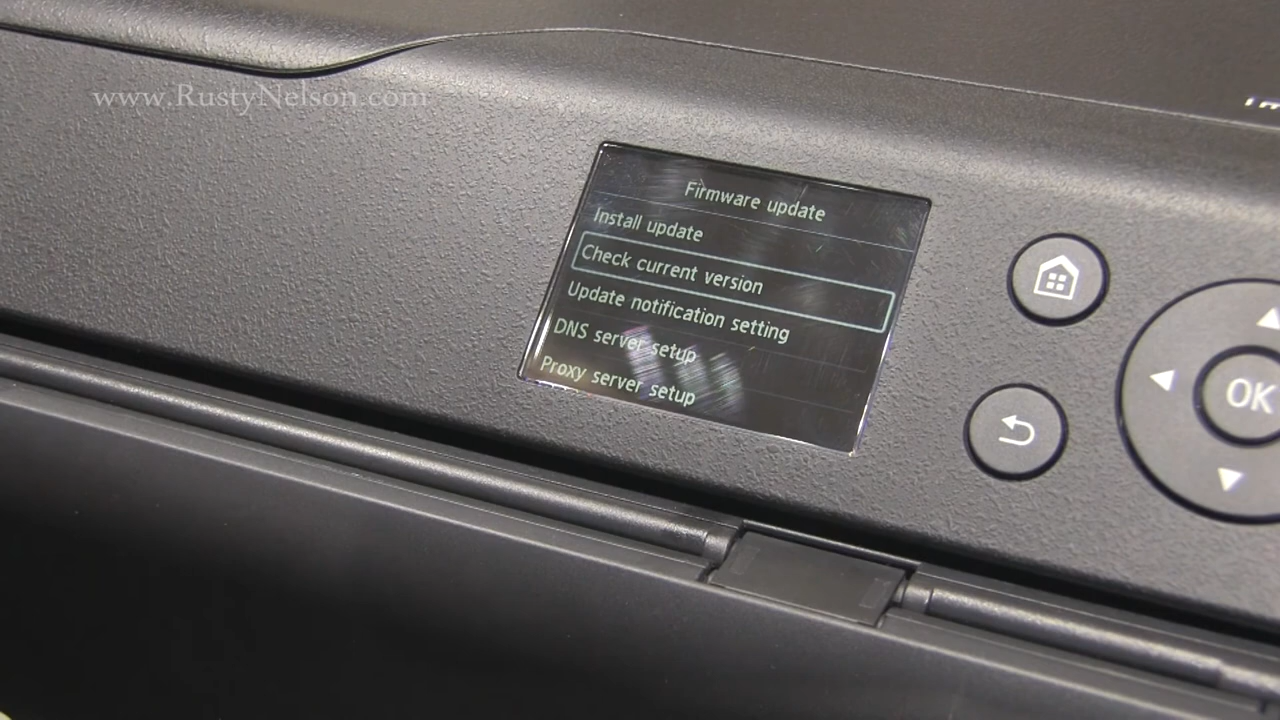 www.RustyNelson.com
Firmware update
Install update
Check current version
Update notification setting
DNS server setup
Proxy server setup
OK